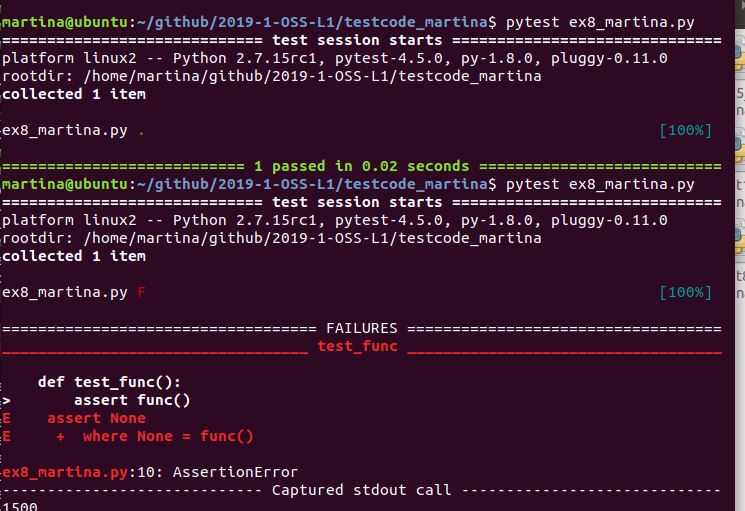 martina@ubuntu:~/github/2019-1-OSS-L1/testcode_martina$ pytest ex8_martina.py
============================= test session starts ==============================
platform linux2 -- Python 2.7.15rc1, pytest-4.5.0, py-1.8.0, pluggy-0.11.0
rootdir: /home/martina/github/2019-1-OSS-L1/testcode_martina
collected 1 item
ex8_martina.py . [100%]
=========================== 1 passed in 0.02 seconds ===========================
martina@ubuntu:~/github/2019-1-OSS-L1/testcode_martina$ pytest ex8_martina.py
============================= test session starts ==============================
platform linux2 -- Python 2.7.15rc1, pytest-4.5.0, py-1.8.0, pluggy-0.11.0
rootdir: /home/martina/github/2019-1-OSS-L1/testcode_martina
collected 1 item
ex8_martina.py F [100%]
=================================== FAILURES ===================================
__________________________________ test_func ___________________________________
    def test_func():
>       assert func()
E    assert None
E     +  where None = func()
ex8_martina.py:10: AssertionError
----------------------------- Captured stdout call -----------------------------
1500